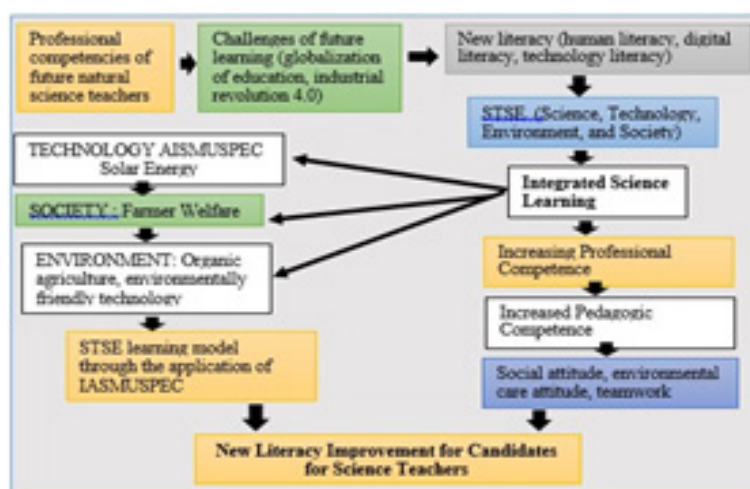 Professional
competencies of
future natural
science teachers
Challenges of future
learning (globalization
of education, industrial
revolution 4.0)
New literacy (human literacy, digital
literacy, technology literacy)
STSE (Science, Technology,
Environment, and Society)
TECHNOLOGY AISMUSPEC
Solar Energy
Integrated Science
Learning
SOCIETY : Farmer Welfare
ENVIRONMENT: Organic
agriculture, environmentally
friendly technology
Increasing Professional
Competence
Increased Pedagogic
Competence
STSE learning model
through the application of
IASMUSPEC
Social attitude, environmental
care attitude, teamwork
New Literacy Improvement for Candidates
for Science Teachers